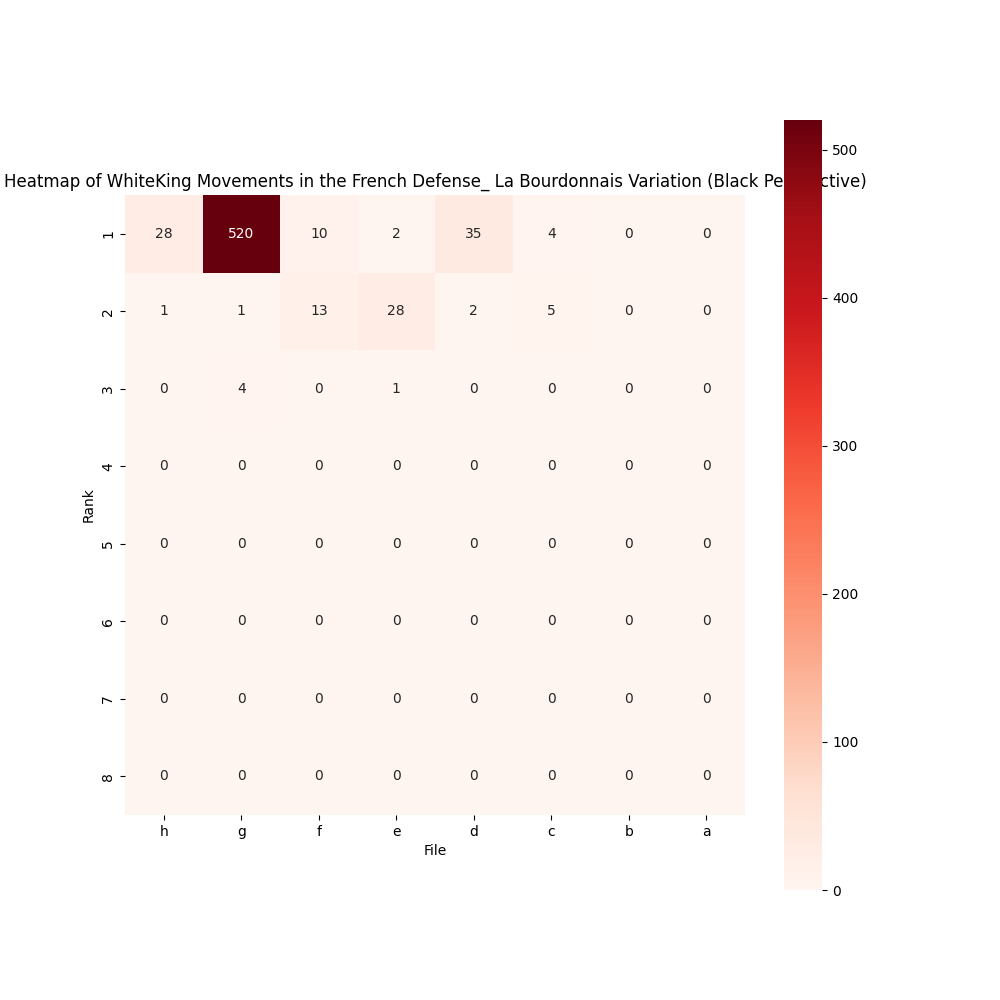 Heatmap of WhiteKing Movements in the French Defense_ La Bourdonnais Variation (Black Pe ctive)
1 28 520 10 2 35 4 0 0
2 1 1 13 28 2 5 0 0
3 0 4 0 1 0 0 0 0
4 0 0 0 0 0 0 0 0
5 0 0 0 0 0 0 0 0
6 0 0 0 0 0 0 0 0
7 0 0 0 0 0 0 0 0
8 0 0 0 0 0 0 0 0
Rank
h g f e d c b a
File
500
400
300
200
100
0